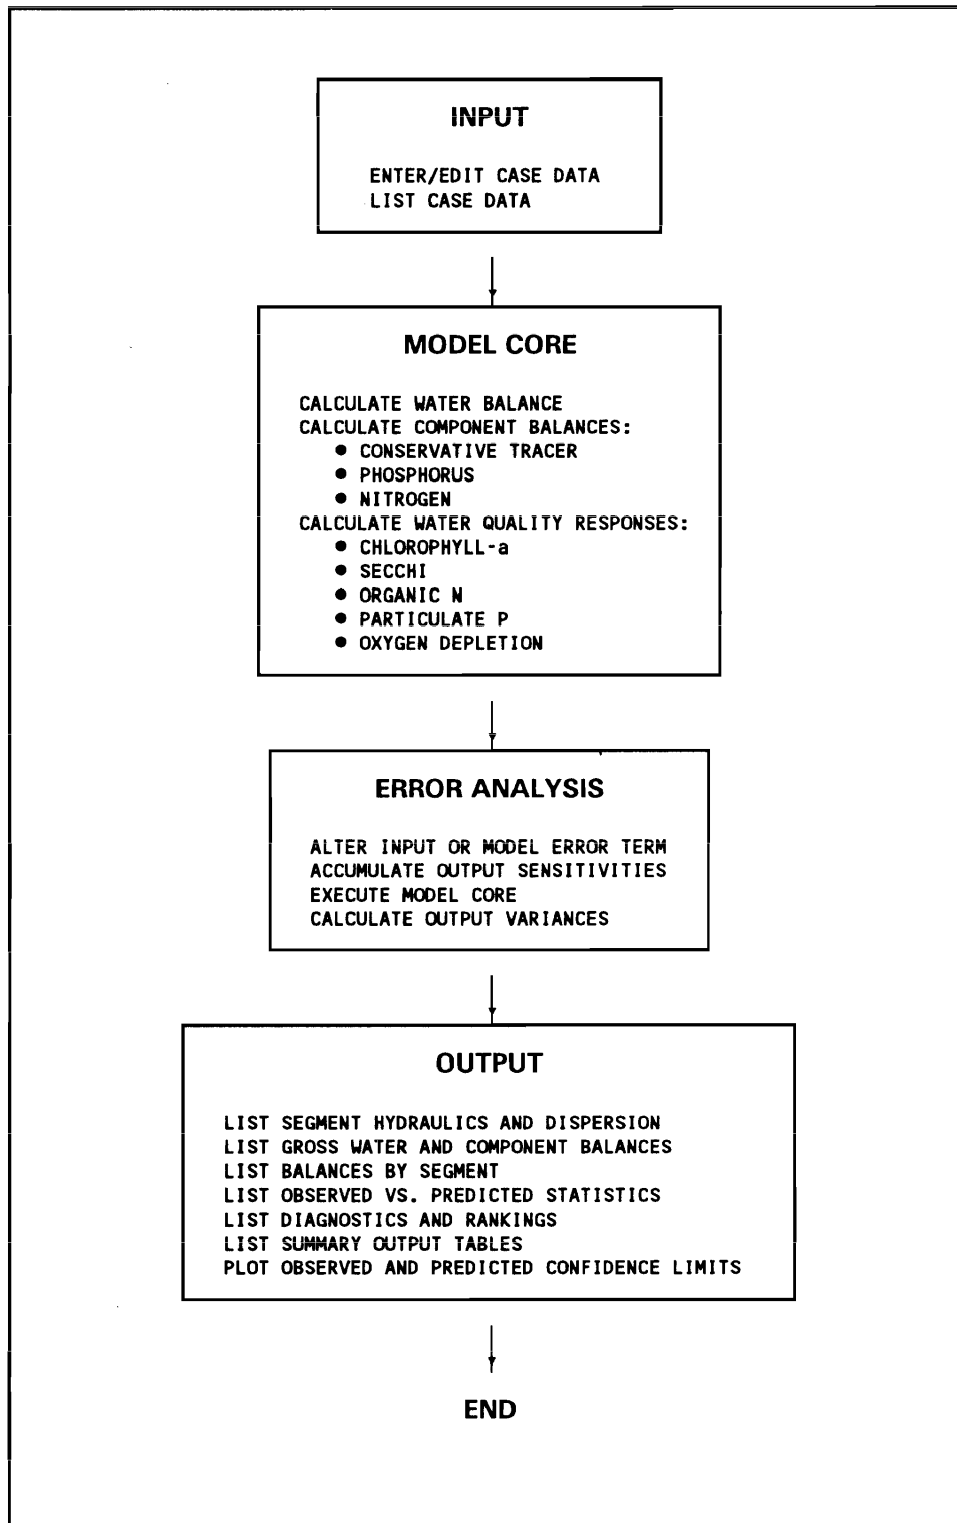 INPUT
ENTER/EDIT CASE DATA
LIST CASE DATA
MODEL CORE
CALCULATE WATER BALANCE
CALCULATE COMPONENT BALANCES:
● CONSERVATIVE TRACER
● PHOSPHORUS
● NITROGEN
CALCULATE WATER QUALITY RESPONSES:
● CHLOROPHYLL-a
● SECCHI
● ORGANIC N
● PARTICULATE P
● OXYGEN DEPLETION
ERROR ANALYSIS
ALTER INPUT OR MODEL ERROR TERM
ACCUMULATE OUTPUT SENSITIVITIES
EXECUTE MODEL CORE
CALCULATE OUTPUT VARIANCES
OUTPUT
LIST SEGMENT HYDRAULICS AND DISPERSION
LIST GROSS WATER AND COMPONENT BALANCES
LIST BALANCES BY SEGMENT
LIST OBSERVED VS. PREDICTED STATISTICS
LIST DIAGNOSTICS AND RANKINGS
LIST SUMMARY OUTPUT TABLES
PLOT OBSERVED AND PREDICTED CONFIDENCE LIMITS
END